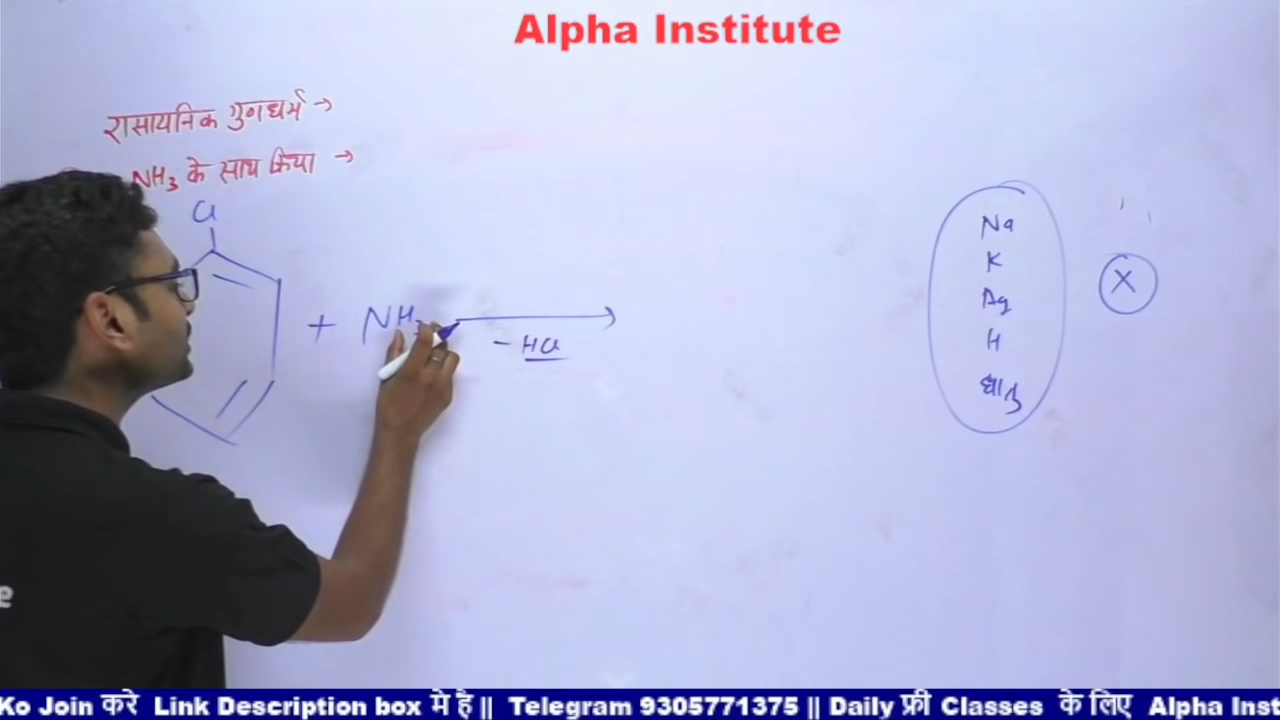 Alpha Institute
रासायनिक गुणधर्म →
NH₃ के साथ क्रिया →
Cl
+ NH₃ →
- HCl
Na
K
Ag
H
धातु
X
Ko Join करे Link Description box मे है || Telegram 9305771375 || Daily फ्री Classes के लिए Alpha Inst